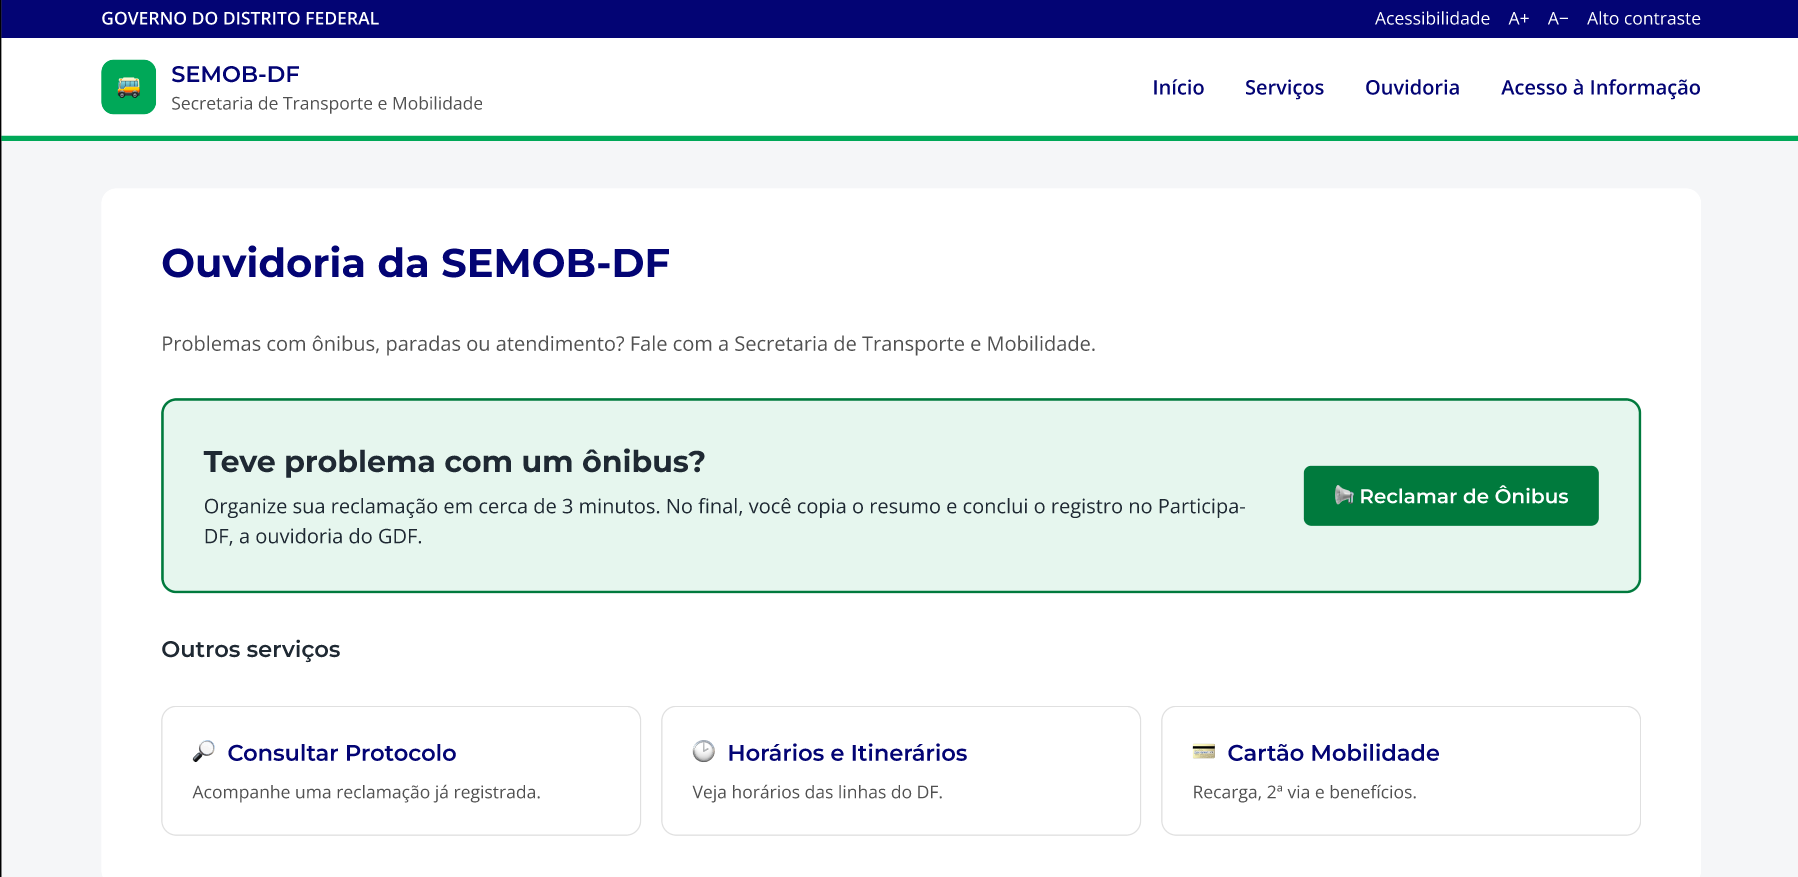 GOVERNO DO DISTRITO FEDERAL
Acessibilidade A+ A− Alto contraste
SEMOB-DF
Secretaria de Transporte e Mobilidade
Início Serviços Ouvidoria Acesso à Informação
Ouvidoria da SEMOB-DF
Problemas com ônibus, paradas ou atendimento? Fale com a Secretaria de Transporte e Mobilidade.
Teve problema com um ônibus?
Organize sua reclamação em cerca de 3 minutos. No final, você copia o resumo e conclui o registro no Participa-
DF, a ouvidoria do GDF.
Reclamar de Ônibus
Outros serviços
Consultar Protocolo
Acompanhe uma reclamação já registrada.
Horários e Itinerários
Veja horários das linhas do DF.
Cartão Mobilidade
Recarga, 2ª via e benefícios.